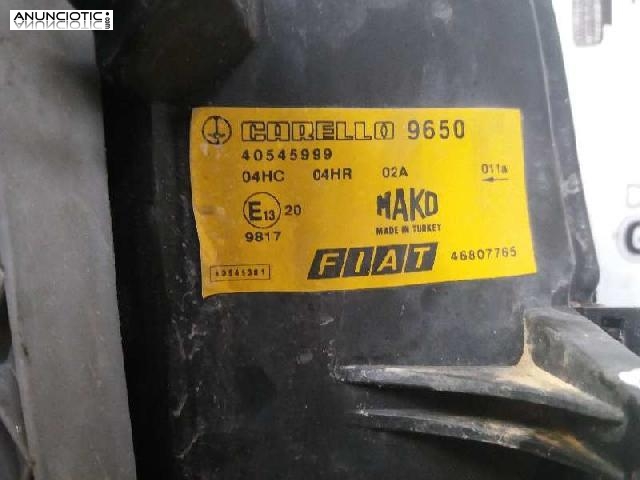 ANUNCIOTIC
CARELLO 9650
40545999
04HC 04HR 02A 011a
E13 20
9817
MAKO
MADE IN TURKEY
FIAT 46807765